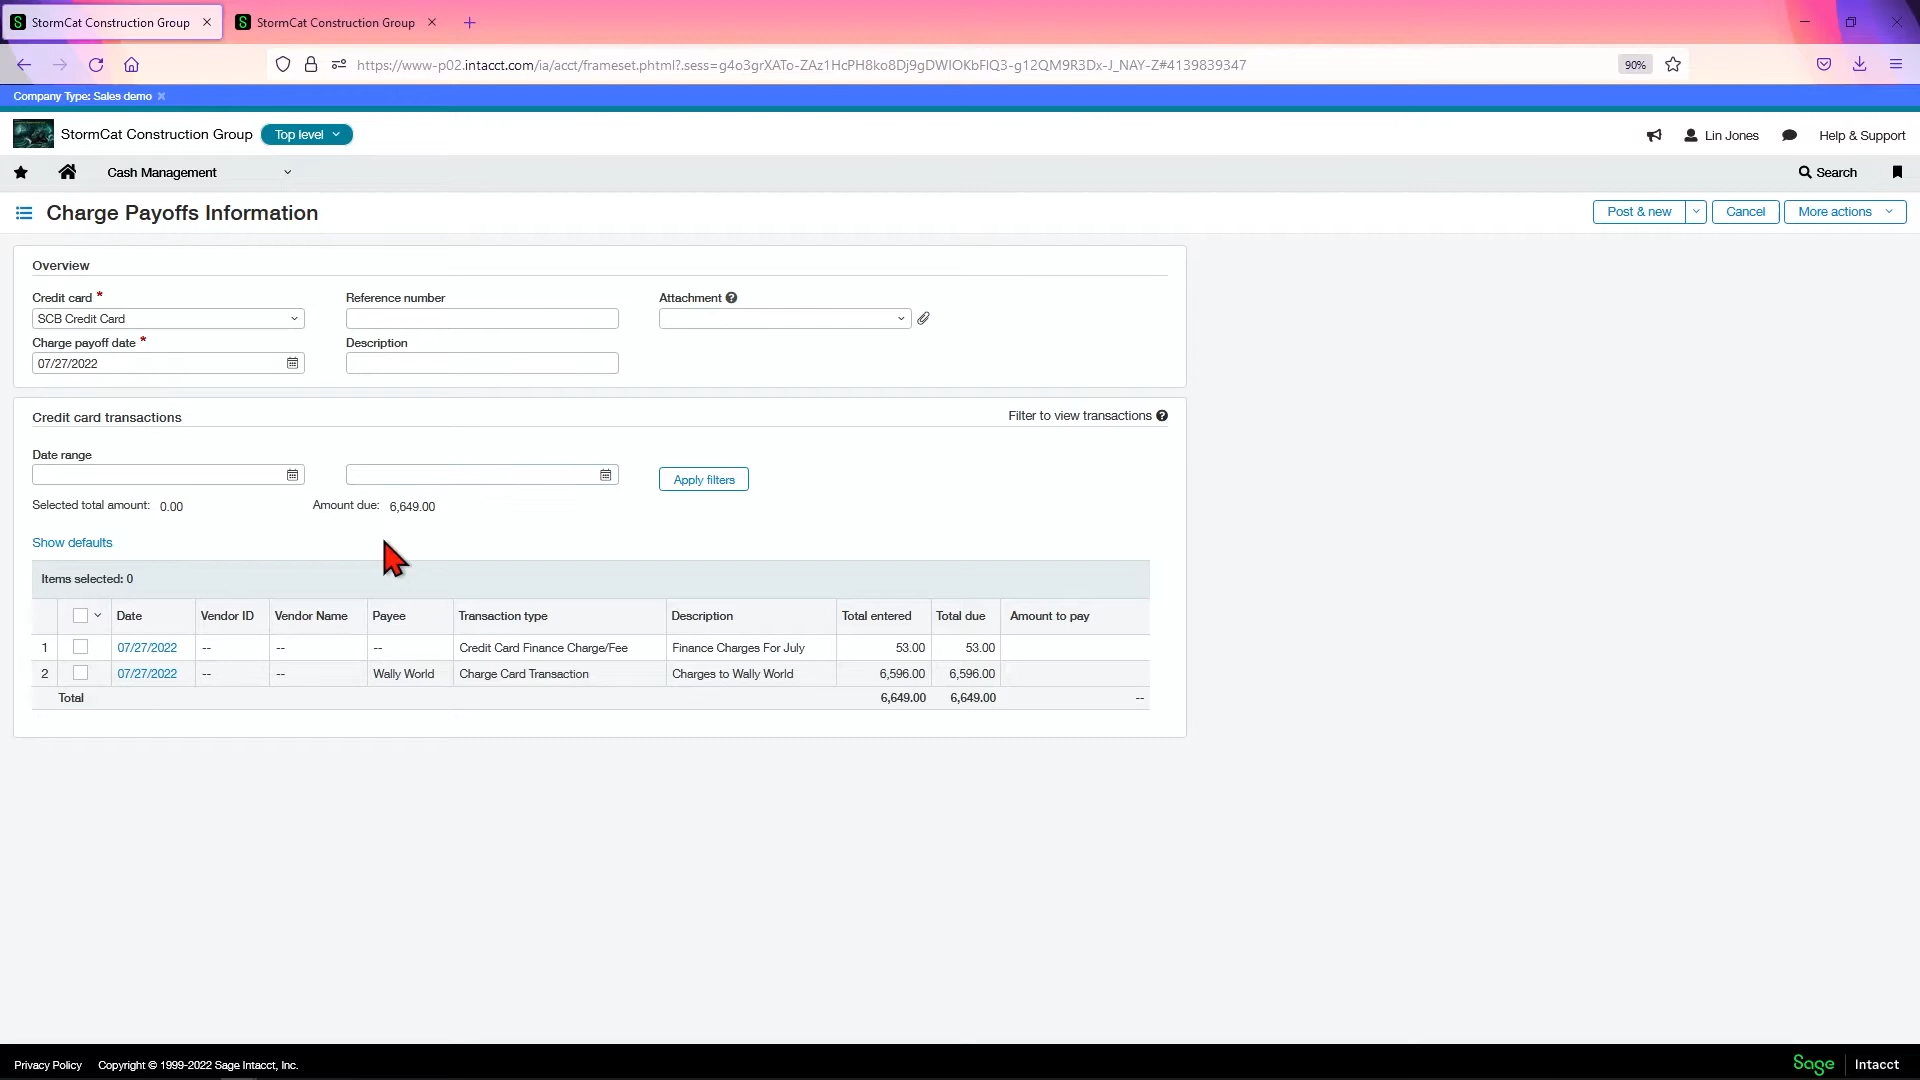 StormCat Construction Group
StormCat Construction Group
https://www-p02.intacct.com/ia/acct/frameset.phtml?.sess=g4o3grXATo-ZAz1HcPH8ko8Dj9gDWIOKbFlQ3-g12QM9R3Dx-J_NAY-Z#4139839347
90%
Company Type: Sales demo
StormCat Construction Group
Top level
Lin Jones
Help & Support
Cash Management
Search
Charge Payoffs Information
Post & new
Cancel
More actions
Overview
Credit card *
Reference number
Attachment
SCB Credit Card
Charge payoff date *
Description
07/27/2022
Credit card transactions
Filter to view transactions
Date range
Apply filters
Selected total amount: 0.00
Amount due: 6,649.00
Show defaults
Items selected: 0
Date Vendor ID Vendor Name Payee Transaction type Description Total entered Total due Amount to pay
1 07/27/2022 -- -- -- Credit Card Finance Charge/Fee Finance Charges For July 53.00 53.00
2 07/27/2022 -- -- Wally World Charge Card Transaction Charges to Wally World 6,596.00 6,596.00
Total 6,649.00 6,649.00 --
Privacy Policy Copyright © 1999-2022 Sage Intacct, Inc.
Sage Intacct